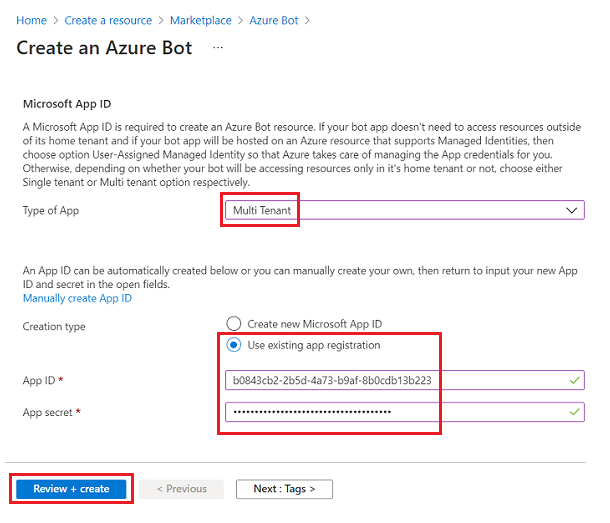 Home > Create a resource > Marketplace > Azure Bot >
Create an Azure Bot ...
Microsoft App ID
A Microsoft App ID is required to create an Azure Bot resource. If your bot app doesn't need to access resources outside
of its home tenant and if your bot app will be hosted on an Azure resource that supports Managed Identities, then
choose option User-Assigned Managed Identity so that Azure takes care of managing the App credentials for you.
Otherwise, depending on whether your bot will be accessing resources only in it's home tenant or not, choose either
Single tenant or Multi tenant option respectively.
Type of App Multi Tenant
An App ID can be automatically created below or you can manually create your own, then return to input your new App
ID and secret in the open fields.
Manually create App ID
Creation type Create new Microsoft App ID
Use existing app registration
App ID * b0843cb2-2b5d-4a73-b9af-8b0cdb13b223
App secret * •••••••••••••••••••••••••••••••••••••
Review + create < Previous Next : Tags >